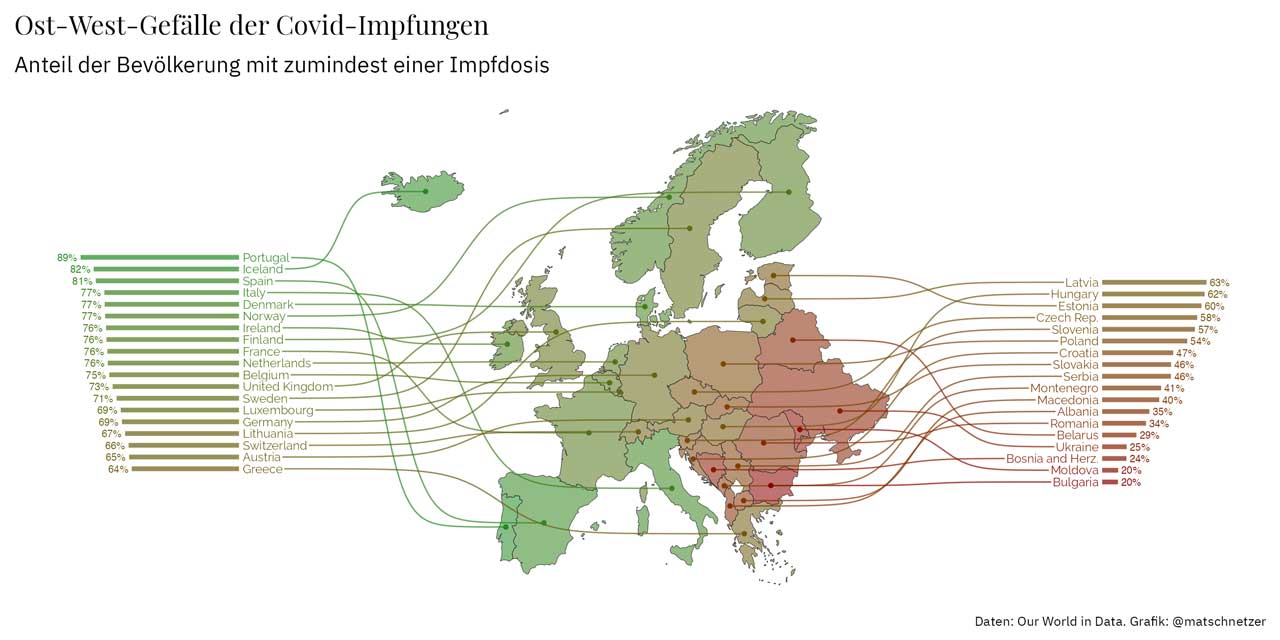 Ost-West-Gefälle der Covid-Impfungen
Anteil der Bevölkerung mit zumindest einer Impfdosis
89% Portugal
82% Iceland
81% Spain
77% Italy
77% Denmark
77% Norway
76% Ireland
76% Finland
76% France
76% Netherlands
75% Belgium
73% United Kingdom
71% Sweden
69% Luxembourg
69% Germany
67% Lithuania
66% Switzerland
65% Austria
64% Greece
Latvia 63%
Hungary 62%
Estonia 60%
Czech Rep. 58%
Slovenia 57%
Poland 54%
Croatia 47%
Slovakia 46%
Serbia 46%
Montenegro 41%
Macedonia 40%
Albania 35%
Romania 34%
Belarus 29%
Ukraine 25%
Bosnia and Herz. 24%
Moldova 20%
Bulgaria 20%
Daten: Our World in Data. Grafik: @matschnetzer